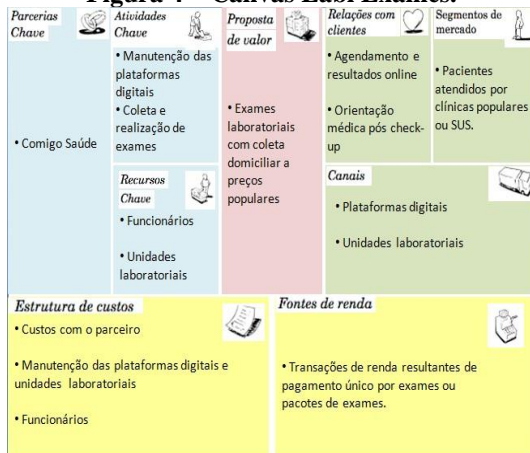 Figura 4 – Canvas Labi Exames.
Parcerias
Chave
• Comigo Saúde
Atividades
Chave
• Manutenção das
plataformas
digitais
• Coleta e
realização de
exames
Recursos
Chave
• Funcionários
• Unidades
laboratoriais
Proposta
de valor
• Exames
laboratoriais
com coleta
domiciliar a
preços
populares
Relações com
clientes
• Agendamento e
resultados online
• Orientação
médica pós check-
up
Segmentos de
mercado
• Pacientes
atendidos por
clínicas populares
ou SUS.
Canais
• Plataformas digitais
• Unidades laboratoriais
Estrutura de custos
• Custos com o parceiro
• Manutenção das plataformas digitais e
unidades laboratoriais
• Funcionários
Fontes de renda
• Transações de renda resultantes de
pagamento único por exames ou
pacotes de exames.